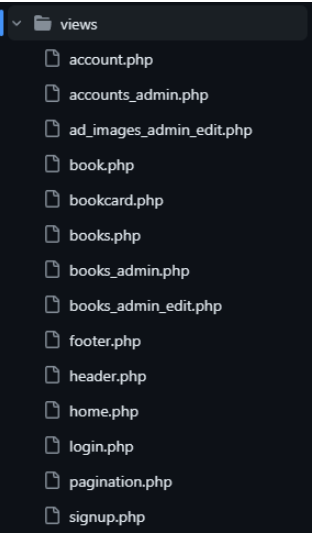 views
account.php
accounts_admin.php
ad_images_admin_edit.php
book.php
bookcard.php
books.php
books_admin.php
books_admin_edit.php
footer.php
header.php
home.php
login.php
pagination.php
signup.php